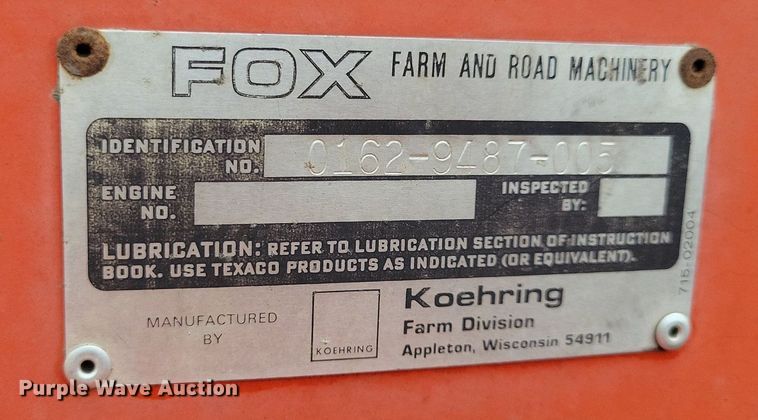 FOX FARM AND ROAD MACHINERY
IDENTIFICATION
NO. 0162-9487-005
ENGINE
NO.
INSPECTED
BY:
LUBRICATION: REFER TO LUBRICATION SECTION OF INSTRUCTION
BOOK. USE TEXACO PRODUCTS AS INDICATED (OR EQUIVALENT).
715-02004
MANUFACTURED
BY
KOEHRING
Koehring
Farm Division
Appleton, Wisconsin 54911
Purple Wave Auction